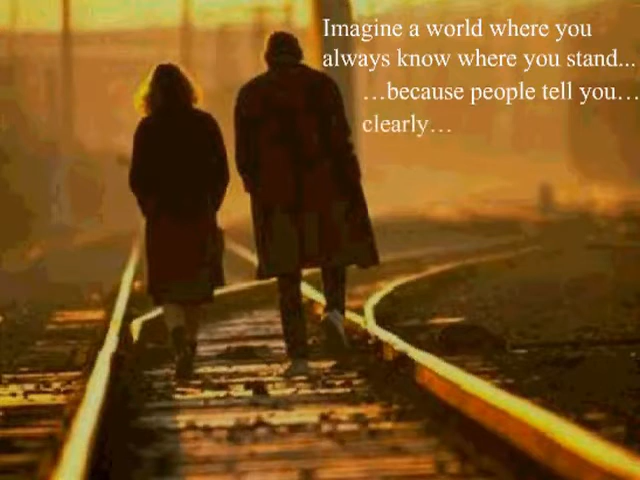 Imagine a world where you
always know where you stand...
…because people tell you…
clearly…